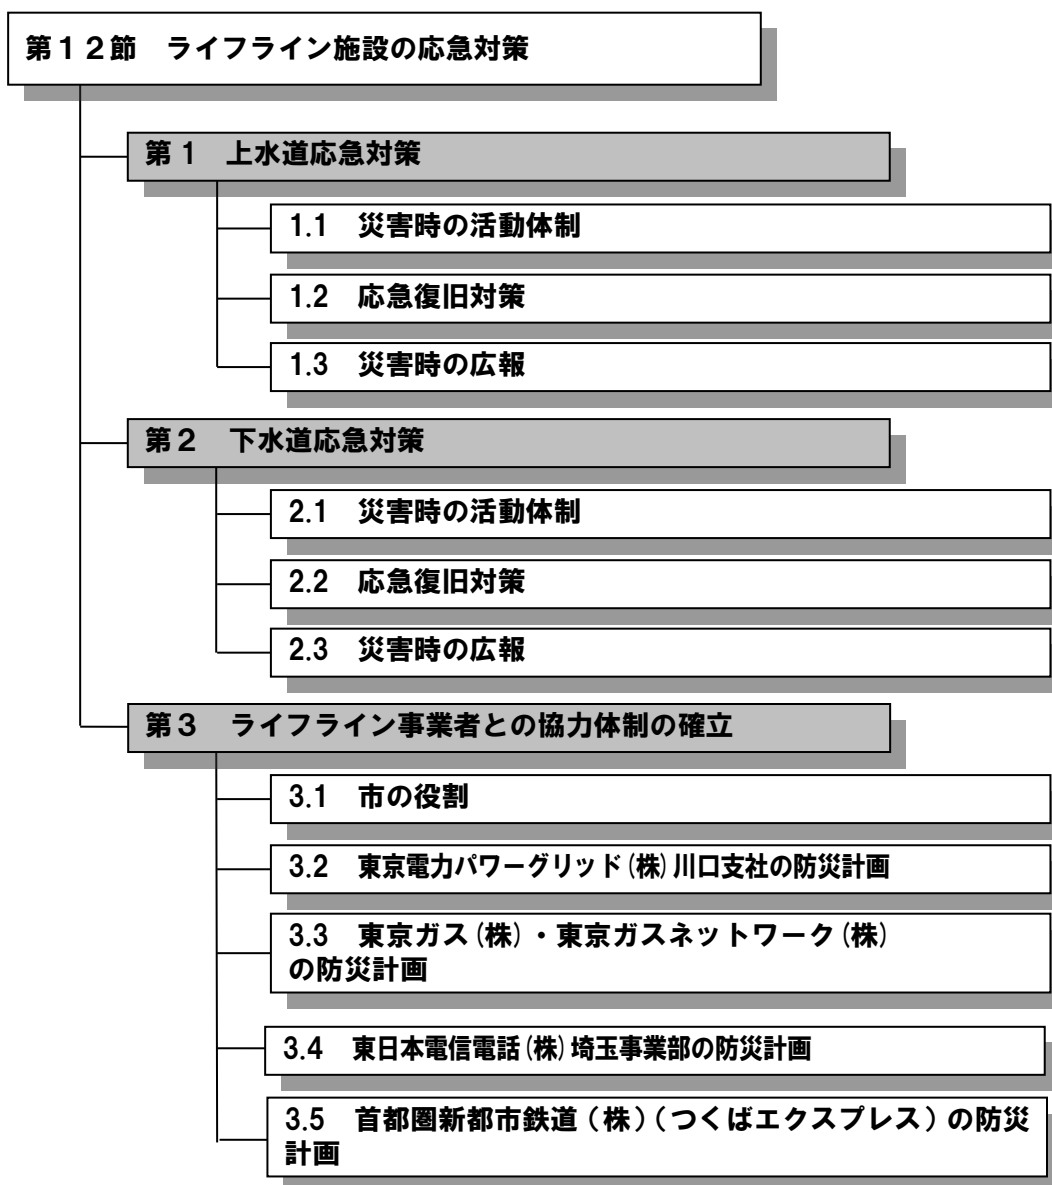 第１２節　ライフライン施設の応急対策
第１　上水道応急対策
1.1　災害時の活動体制
1.2　応急復旧対策
1.3　災害時の広報
第２　下水道応急対策
2.1　災害時の活動体制
2.2　応急復旧対策
2.3　災害時の広報
第３　ライフライン事業者との協力体制の確立
3.1　市の役割
3.2　東京電力パワーグリッド(株)川口支社の防災計画
3.3　東京ガス(株)・東京ガスネットワーク(株)
の防災計画
3.4　東日本電信電話(株)埼玉事業部の防災計画
3.5　首都圏新都市鉄道（株）（つくばエクスプレス）の防災
計画